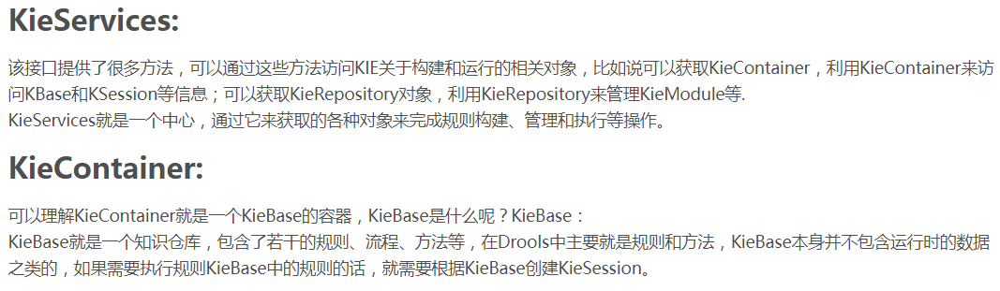 KieServices:
该接口提供了很多方法，可以通过这些方法访问KIE关于构建和运行的相关对象，比如说可以获取KieContainer，利用KieContainer来访
问KBase和KSession等信息；可以获取KieRepository对象，利用KieRepository来管理KieModule等.
KieServices就是一个中心，通过它来获取的各种对象来完成规则构建、管理和执行等操作。
KieContainer:
可以理解KieContainer就是一个KieBase的容器，KieBase是什么呢？KieBase：
KieBase就是一个知识仓库，包含了若干的规则、流程、方法等，在Drools中主要就是规则和方法，KieBase本身并不包含运行时的数据
之类的，如果需要执行规则KieBase中的规则的话，就需要根据KieBase创建KieSession。